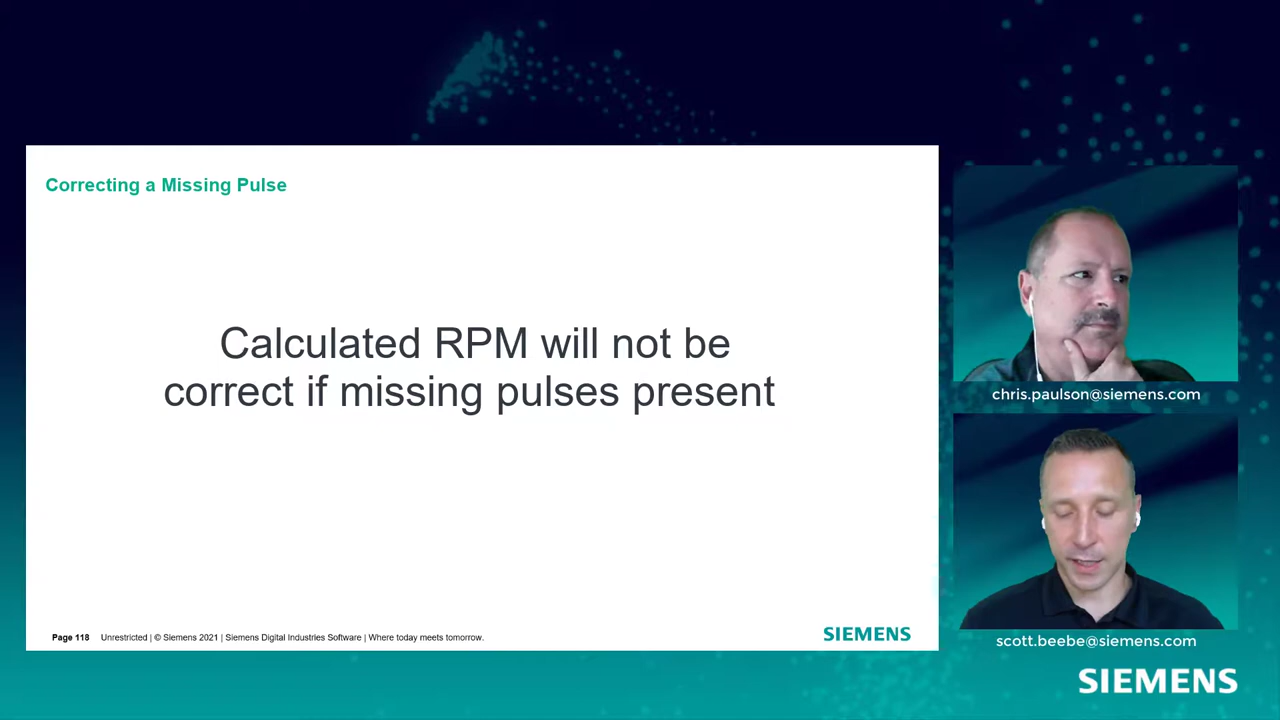 Correcting a Missing Pulse
Calculated RPM will not be
correct if missing pulses present
Page 118 Unrestricted | © Siemens 2021 | Siemens Digital Industries Software | Where today meets tomorrow.
SIEMENS
chris.paulson@siemens.com
scott.beebe@siemens.com
SIEMENS